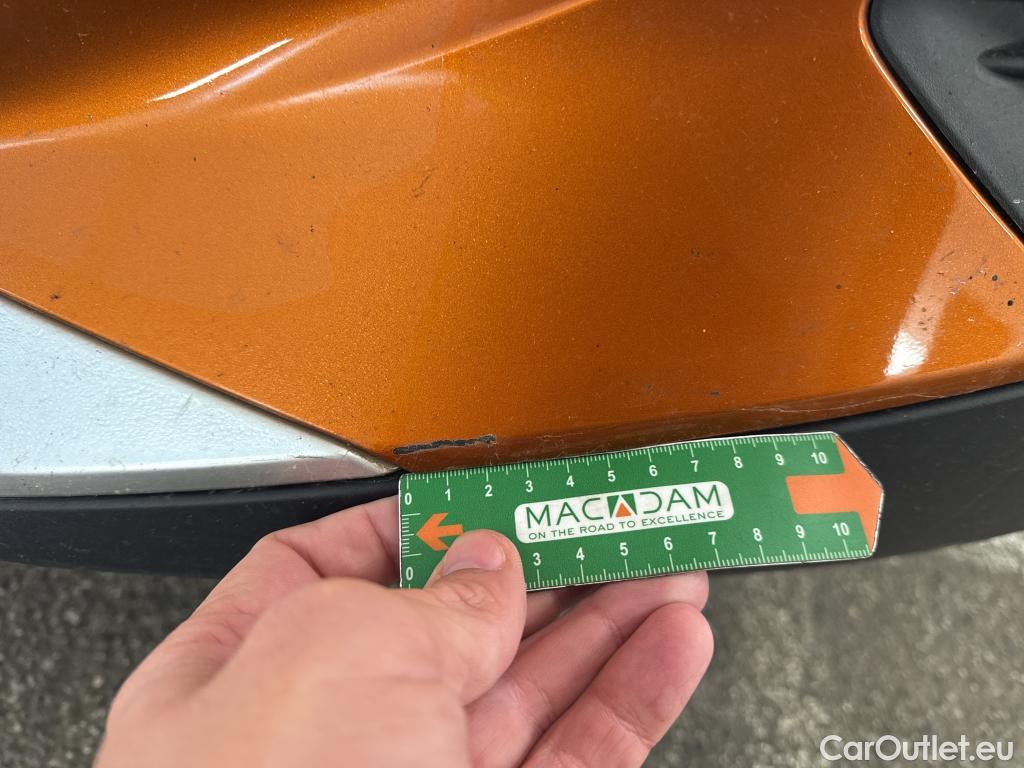 0 1 2 3 4 5 6 7 8 9 10
MACADAM
ON THE ROAD TO EXCELLENCE
0 3 4 5 6 7 8 9 10
CarOutlet.eu